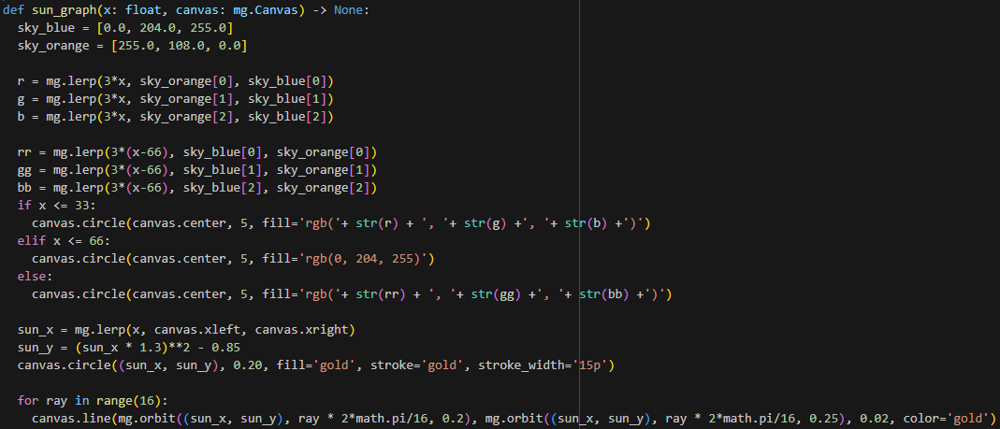 def sun_graph(x: float, canvas: mg.Canvas) -> None:
  sky_blue = [0.0, 204.0, 255.0]
  sky_orange = [255.0, 108.0, 0.0]

  r = mg.lerp(3*x, sky_orange[0], sky_blue[0])
  g = mg.lerp(3*x, sky_orange[1], sky_blue[1])
  b = mg.lerp(3*x, sky_orange[2], sky_blue[2])

  rr = mg.lerp(3*(x-66), sky_blue[0], sky_orange[0])
  gg = mg.lerp(3*(x-66), sky_blue[1], sky_orange[1])
  bb = mg.lerp(3*(x-66), sky_blue[2], sky_orange[2])
  if x <= 33:
    canvas.circle(canvas.center, 5, fill='rgb('+ str(r) + ', '+ str(g) +', '+ str(b) +')')
  elif x <= 66:
    canvas.circle(canvas.center, 5, fill='rgb(0, 204, 255)')
  else:
    canvas.circle(canvas.center, 5, fill='rgb('+ str(rr) + ', '+ str(gg) +', '+ str(bb) +')')

  sun_x = mg.lerp(x, canvas.xleft, canvas.xright)
  sun_y = (sun_x * 1.3)**2 - 0.85
  canvas.circle((sun_x, sun_y), 0.20, fill='gold', stroke='gold', stroke_width='15p')

  for ray in range(16):
    canvas.line(mg.orbit((sun_x, sun_y), ray * 2*math.pi/16, 0.2), mg.orbit((sun_x, sun_y), ray * 2*math.pi/16, 0.25), 0.02, color='gold')